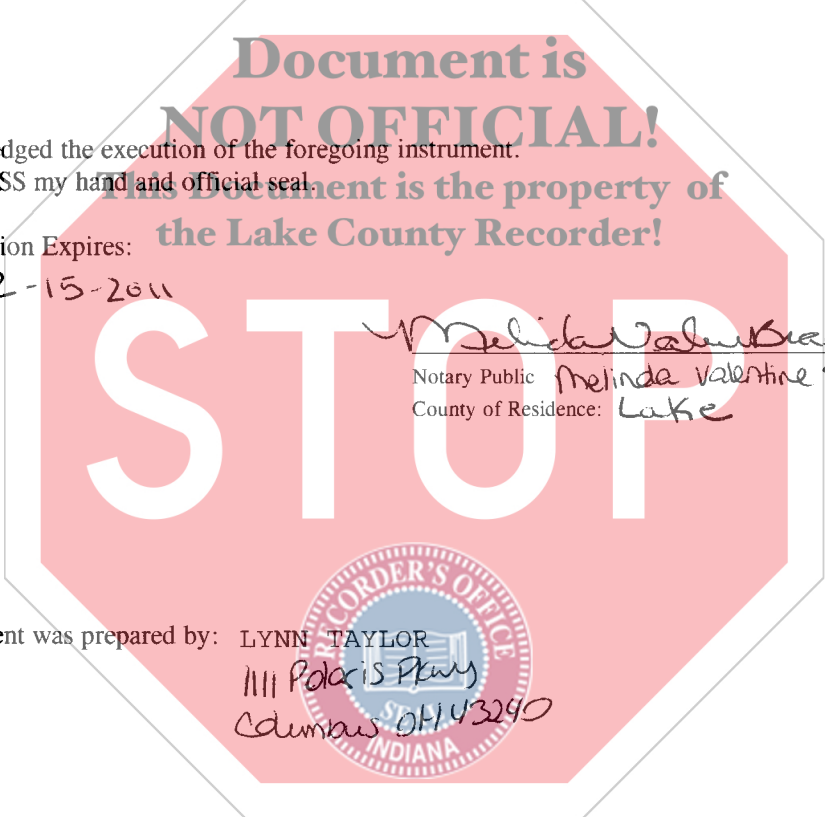 Document is
NOT OFFICIAL!
dged the execution of the foregoing instrument.
SS my hand and official seal.
This Document is the property of
the Lake County Recorder!
ion Expires:
2-15-2011
STOP
Notary Public Melinda Valentine
County of Residence: Lake
RECORDER'S OFFICE
ent was prepared by: LYNN TAYLOR
1111 Polaris Pkwy
Columbus OH 43240
SEAL
INDIANA